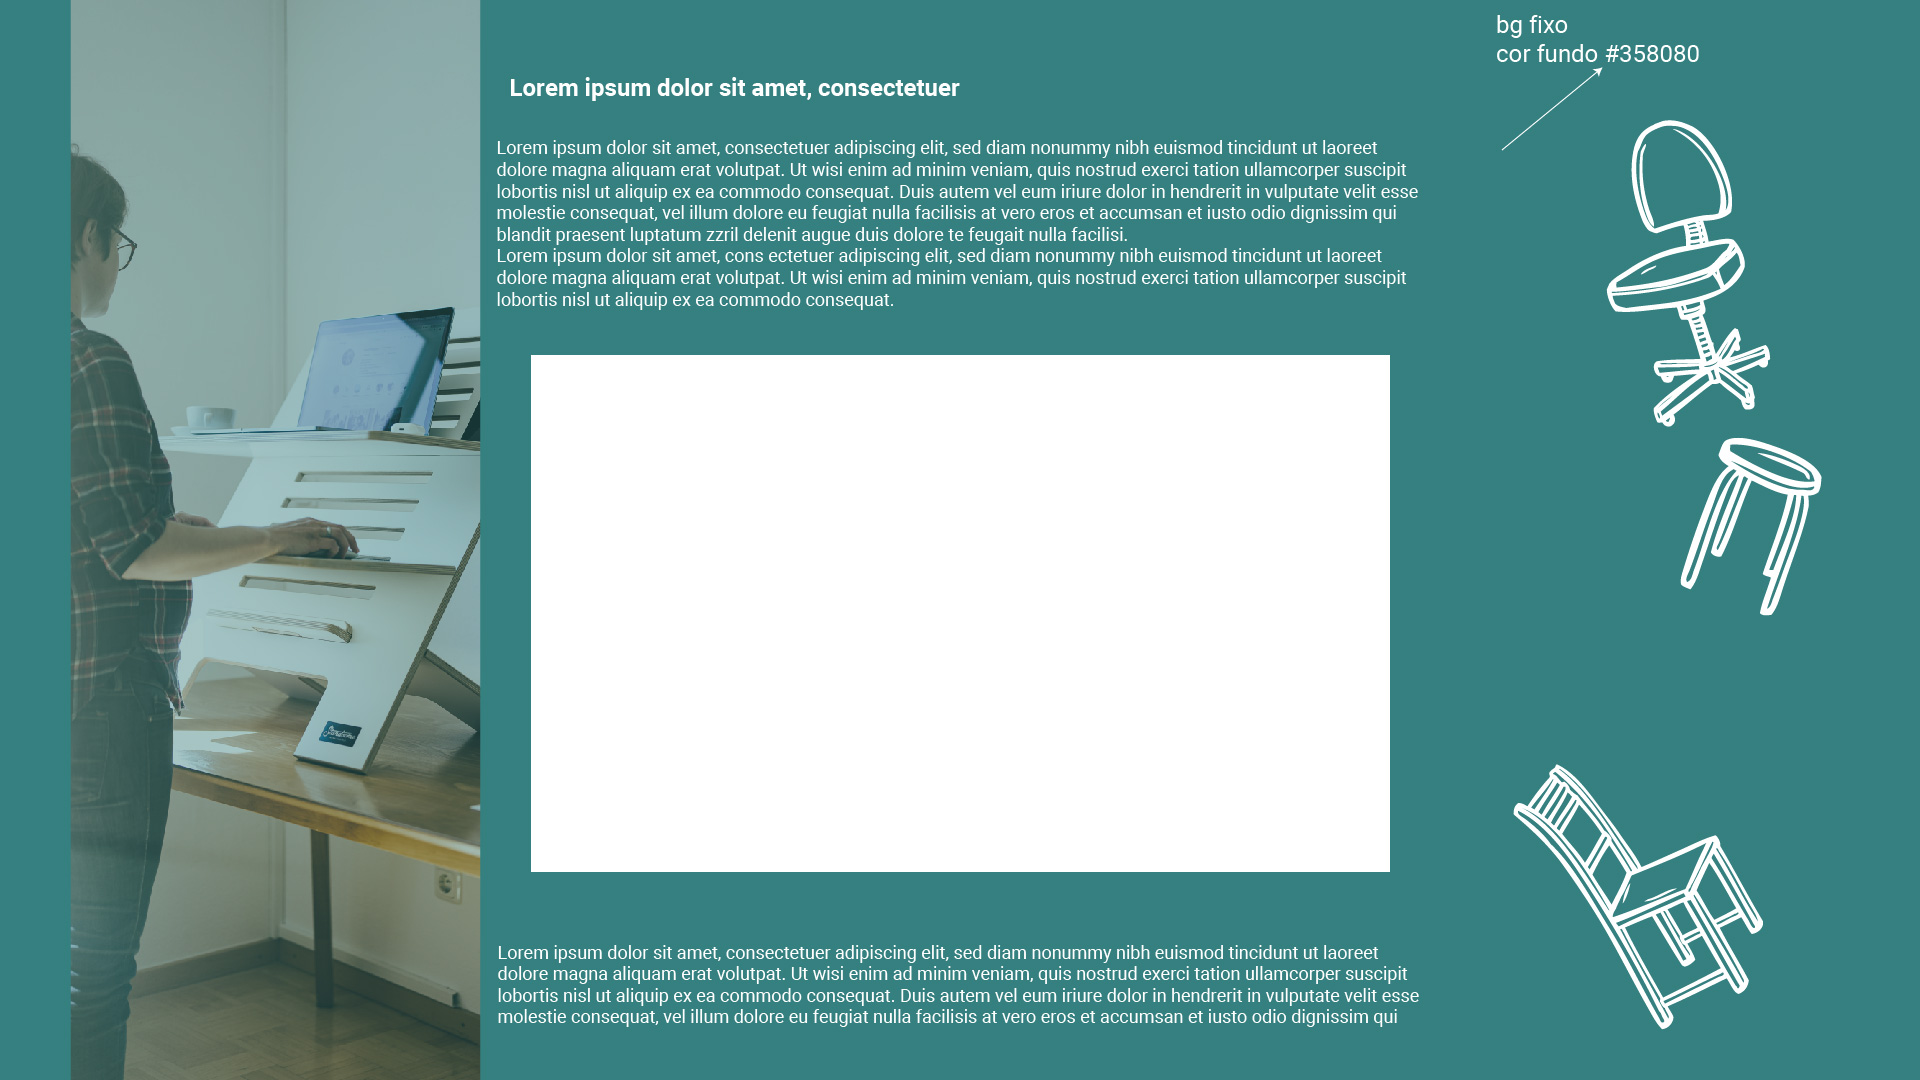 bg fixo
cor fundo #358080
Lorem ipsum dolor sit amet, consectetuer
Lorem ipsum dolor sit amet, consectetuer adipiscing elit, sed diam nonummy nibh euismod tincidunt ut laoreet
dolore magna aliquam erat volutpat. Ut wisi enim ad minim veniam, quis nostrud exerci tation ullamcorper suscipit
lobortis nisl ut aliquip ex ea commodo consequat. Duis autem vel eum iriure dolor in hendrerit in vulputate velit esse
molestie consequat, vel illum dolore eu feugiat nulla facilisis at vero eros et accumsan et iusto odio dignissim qui
blandit praesent luptatum zzril delenit augue duis dolore te feugait nulla facilisi.
Lorem ipsum dolor sit amet, cons ectetuer adipiscing elit, sed diam nonummy nibh euismod tincidunt ut laoreet
dolore magna aliquam erat volutpat. Ut wisi enim ad minim veniam, quis nostrud exerci tation ullamcorper suscipit
lobortis nisl ut aliquip ex ea commodo consequat.
Lorem ipsum dolor sit amet, consectetuer adipiscing elit, sed diam nonummy nibh euismod tincidunt ut laoreet
dolore magna aliquam erat volutpat. Ut wisi enim ad minim veniam, quis nostrud exerci tation ullamcorper suscipit
lobortis nisl ut aliquip ex ea commodo consequat. Duis autem vel eum iriure dolor in hendrerit in vulputate velit esse
molestie consequat, vel illum dolore eu feugiat nulla facilisis at vero eros et accumsan et iusto odio dignissim qui